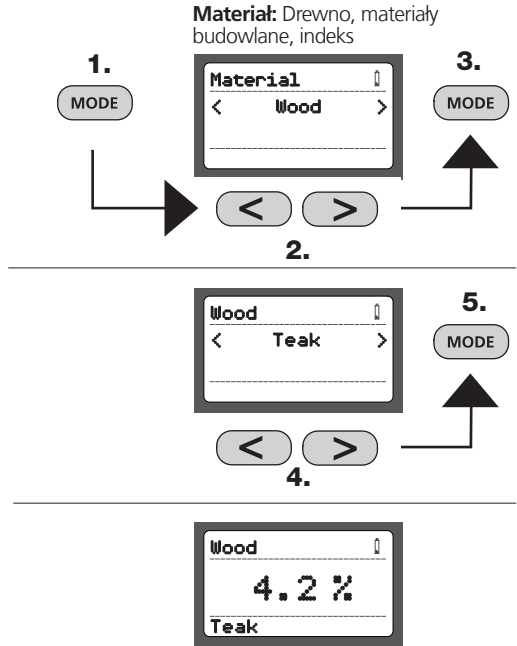 Materiał: Drewno, materiały
budowlane, indeks
1.
MODE
Material
< Wood >
3.
MODE
< >
2.
Wood
< Teak >
5.
MODE
< >
4.
Wood
4.2 %
Teak